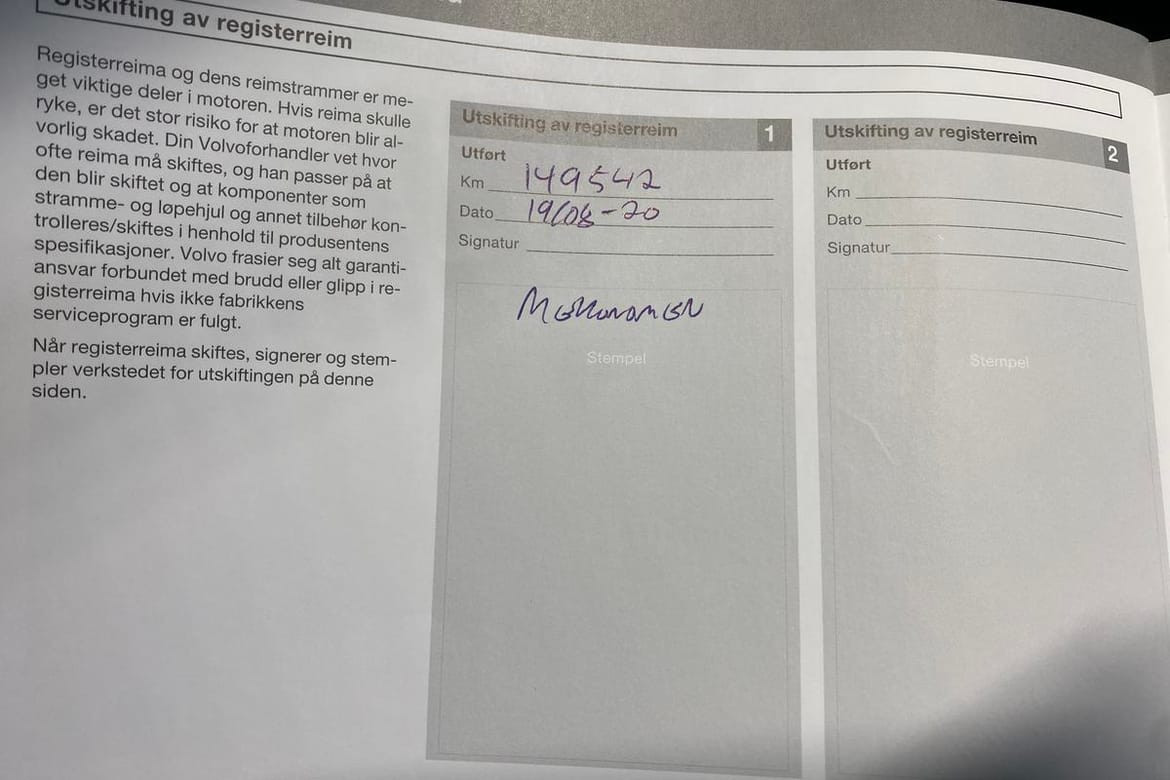 Utskifting av registerreim
Registerreima og dens reimstrammer er me-
get viktige deler i motoren. Hvis reima skulle
ryke, er det stor risiko for at motoren blir al-
vorlig skadet. Din Volvoforhandler vet hvor
ofte reima må skiftes, og han passer på at
den blir skiftet og at komponenter som
stramme- og løpehjul og annet tilbehør kon-
trolleres/skiftes i henhold til produsentens
spesifikasjoner. Volvo frasier seg alt garanti-
ansvar forbundet med brudd eller glipp i re-
gisterreima hvis ikke fabrikkens
serviceprogram er fulgt.
Når registerreima skiftes, signerer og stem-
pler verkstedet for utskiftingen på denne
siden.
Utskifting av registerreim 1
Utført
Km 149542
Dato 19/08-20
Signatur
Mekonomen
Stempel
Utskifting av registerreim 2
Utført
Km
Dato
Signatur
Stempel